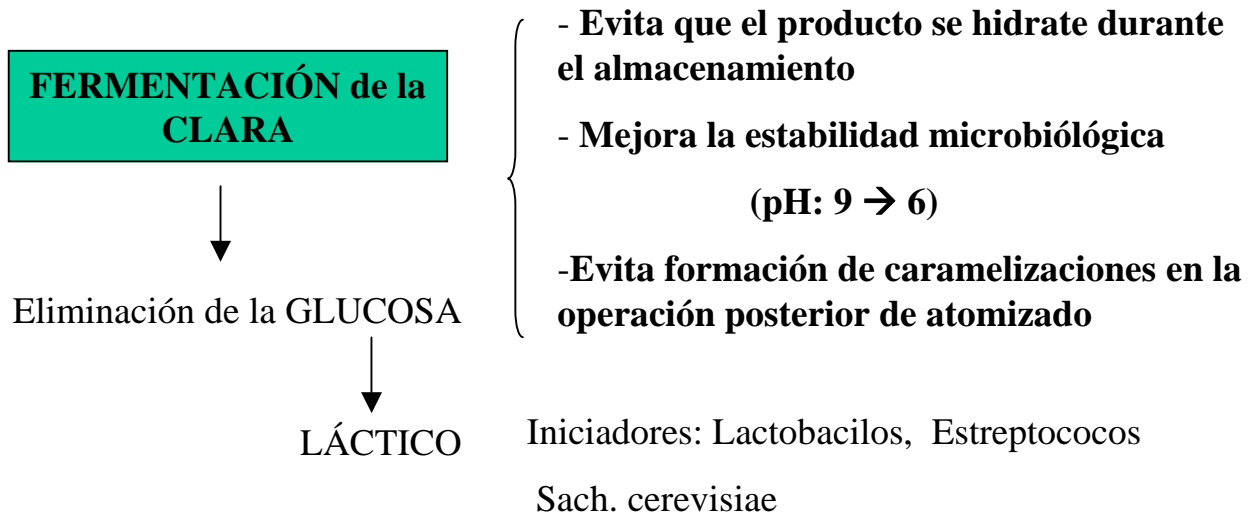 FERMENTACIÓN de la
CLARA
Eliminación de la GLUCOSA
LÁCTICO
- Evita que el producto se hidrate durante
el almacenamiento
- Mejora la estabilidad microbiólógica
(pH: 9 → 6)
-Evita formación de caramelizaciones en la
operación posterior de atomizado
Iniciadores: Lactobacilos, Estreptococos
Sach. cerevisiae